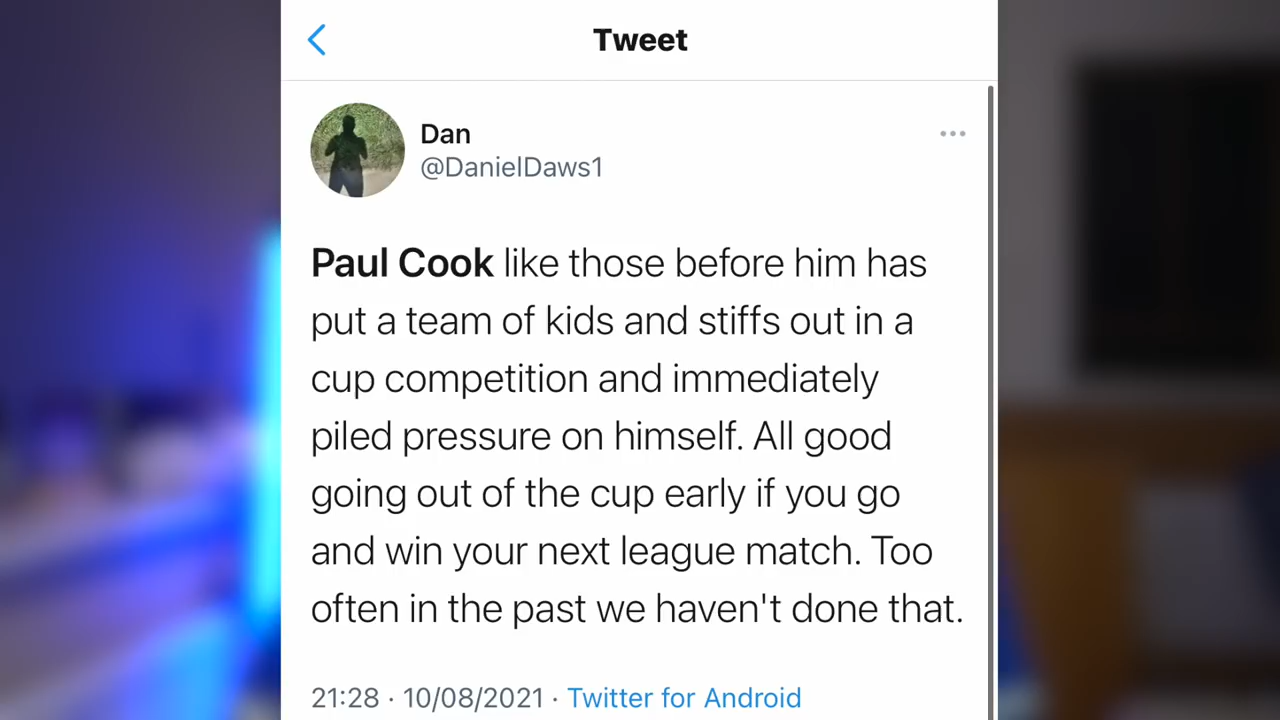 Tweet
Dan
@DanielDaws1
Paul Cook like those before him has
put a team of kids and stiffs out in a
cup competition and immediately
piled pressure on himself. All good
going out of the cup early if you go
and win your next league match. Too
often in the past we haven't done that.
21:28 · 10/08/2021 · Twitter for Android